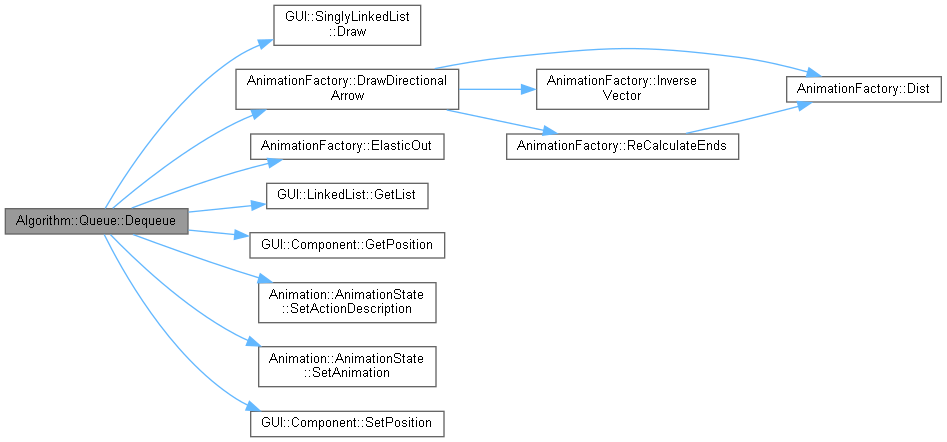 GUI::SinglyLinkedList
::Draw
AnimationFactory::DrawDirectional
Arrow
AnimationFactory::Inverse
Vector
AnimationFactory::Dist
AnimationFactory::ElasticOut
AnimationFactory::ReCalculateEnds
GUI::LinkedList::GetList
Algorithm::Queue::Dequeue
GUI::Component::GetPosition
Animation::AnimationState
::SetActionDescription
Animation::AnimationState
::SetAnimation
GUI::Component::SetPosition